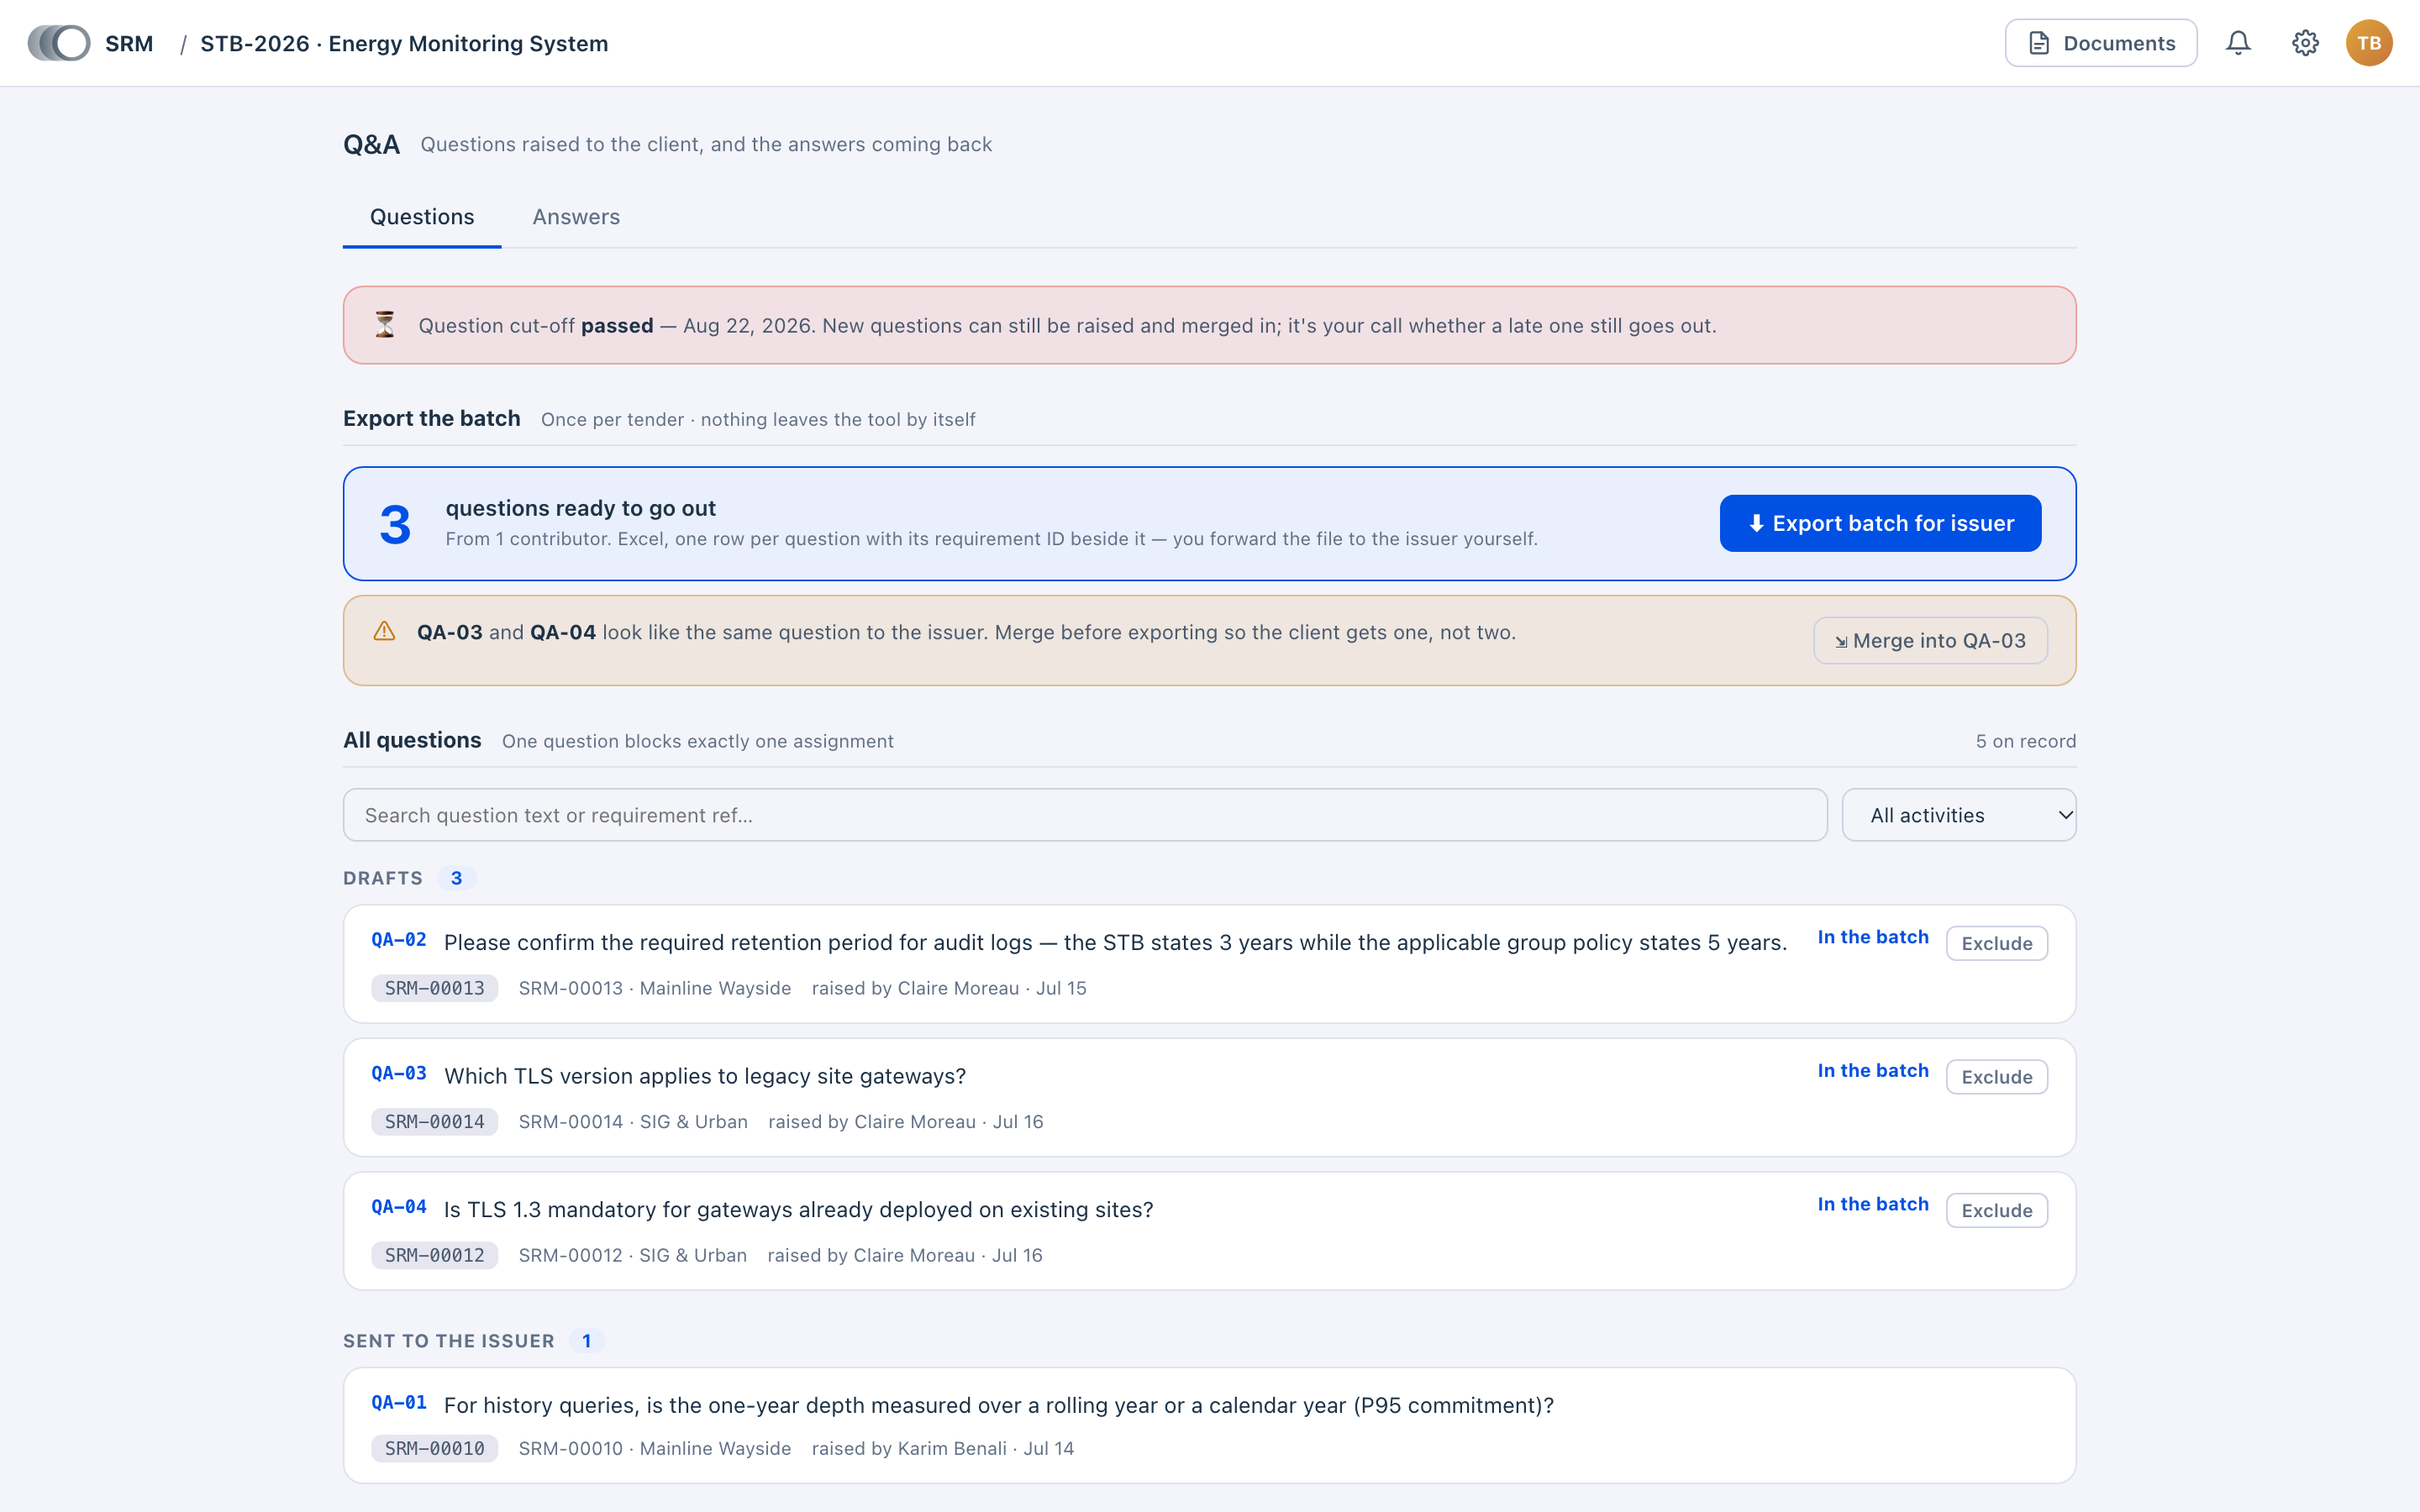 SRM / STB-2026 · Energy Monitoring System
Documents
TB
Q&A Questions raised to the client, and the answers coming back
Questions Answers
Question cut-off passed — Aug 22, 2026. New questions can still be raised and merged in; it's your call whether a late one still goes out.
Export the batch Once per tender · nothing leaves the tool by itself
3
questions ready to go out
From 1 contributor. Excel, one row per question with its requirement ID beside it — you forward the file to the issuer yourself.
⬇ Export batch for issuer
QA-03 and QA-04 look like the same question to the issuer. Merge before exporting so the client gets one, not two.
⇲ Merge into QA-03
All questions One question blocks exactly one assignment 5 on record
Search question text or requirement ref...
All activities
DRAFTS 3
QA-02 Please confirm the required retention period for audit logs — the STB states 3 years while the applicable group policy states 5 years. In the batch Exclude
SRM-00013 SRM-00013 · Mainline Wayside raised by Claire Moreau · Jul 15
QA-03 Which TLS version applies to legacy site gateways? In the batch Exclude
SRM-00014 SRM-00014 · SIG & Urban raised by Claire Moreau · Jul 16
QA-04 Is TLS 1.3 mandatory for gateways already deployed on existing sites? In the batch Exclude
SRM-00012 SRM-00012 · SIG & Urban raised by Claire Moreau · Jul 16
SENT TO THE ISSUER 1
QA-01 For history queries, is the one-year depth measured over a rolling year or a calendar year (P95 commitment)?
SRM-00010 SRM-00010 · Mainline Wayside raised by Karim Benali · Jul 14